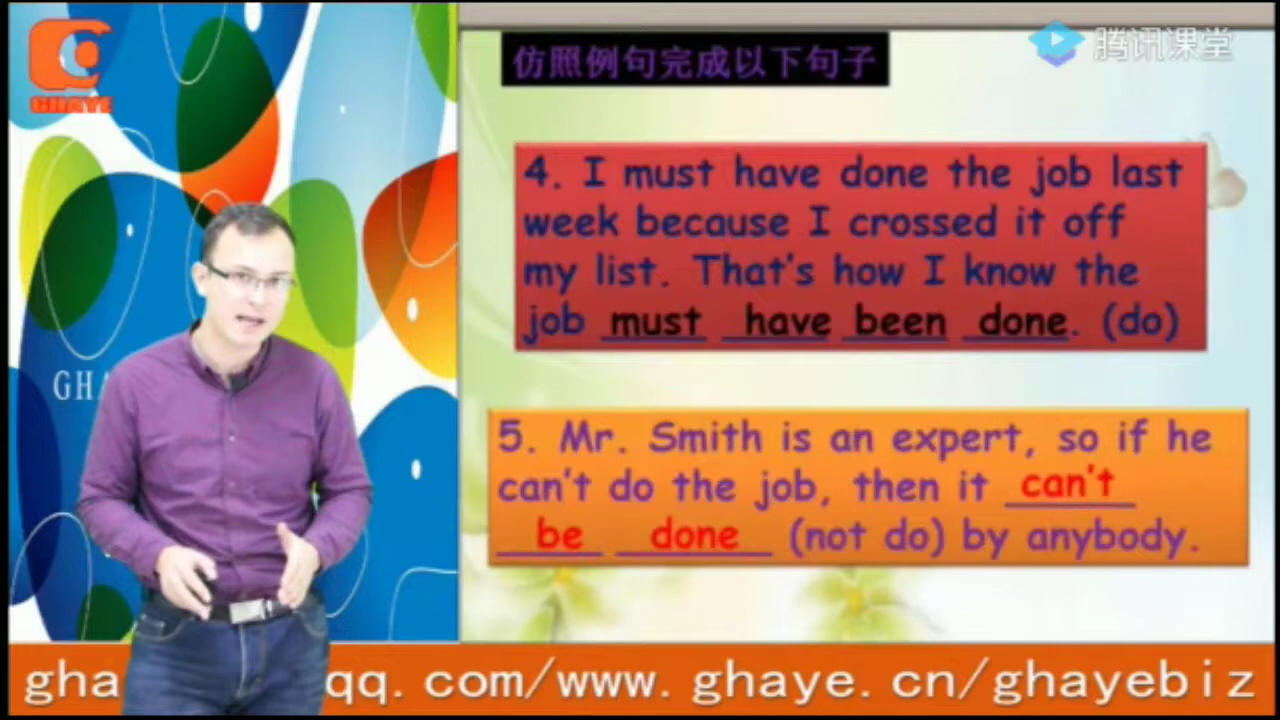 GHAYE
腾讯课堂
仿照例句完成以下句子
4. I must have done the job last
week because I crossed it off
my list. That's how I know the
job must have been done. (do)
GHA
5. Mr. Smith is an expert, so if he
can't do the job, then it can't
be done (not do) by anybody.
gha qq.com/www.ghaye.cn/ghayebiz